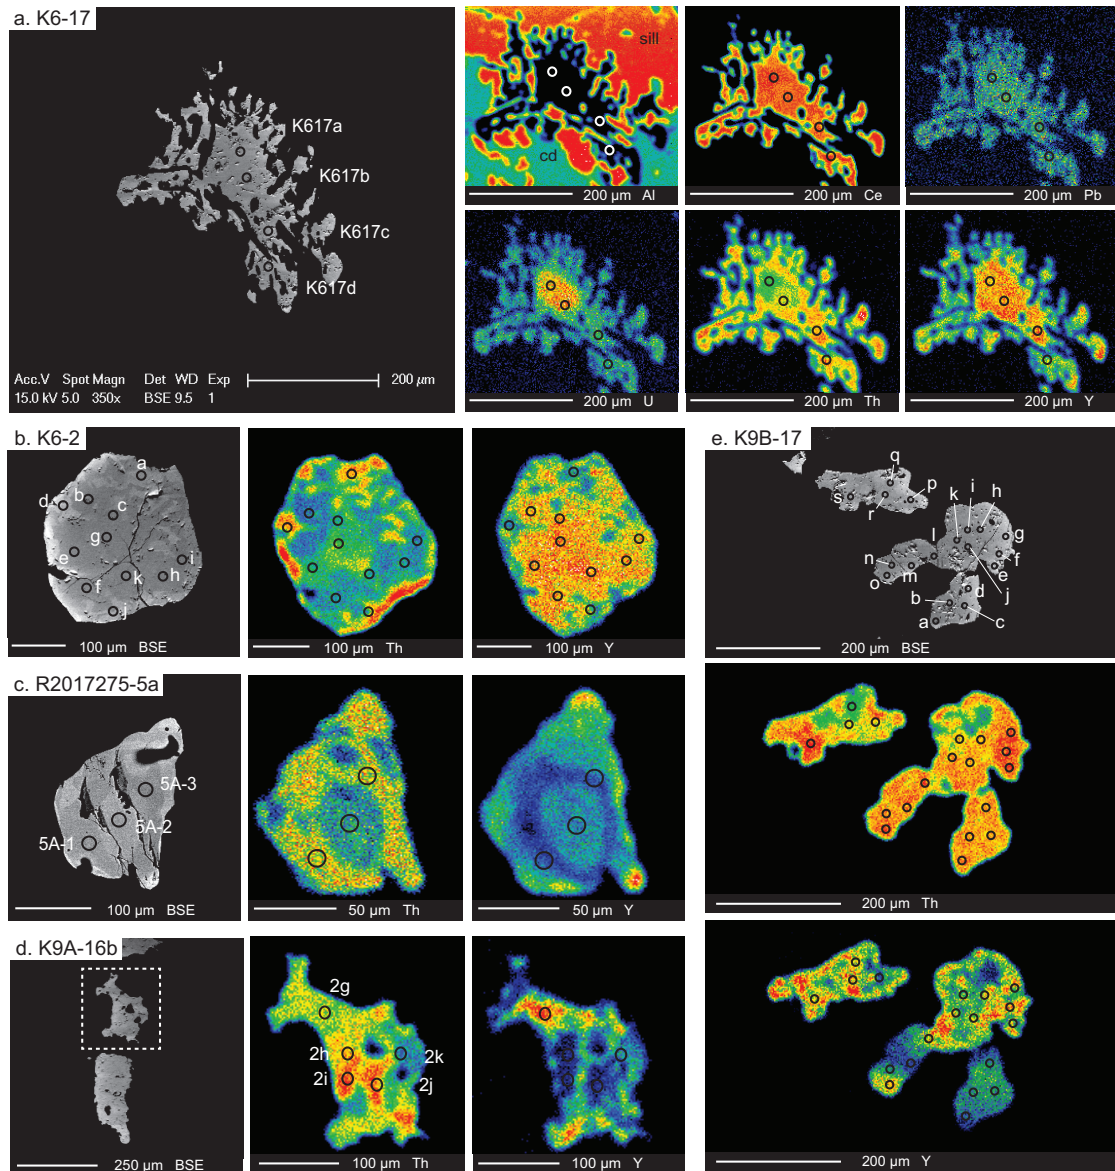 a. K6-17
K617a
K617b
K617c
K617d
Acc.V Spot Magn Det WD Exp
15.0 kV 5.0 350x BSE 9.5 1
200 µm
sill
cd
200 µm Al
200 µm Ce
200 µm Pb
200 µm U
200 µm Th
200 µm Y
b. K6-2
a
b
d
c
g
e
i
f
k
h
j
100 µm BSE
100 µm Th
100 µm Y
c. R2017275-5a
5A-3
5A-2
5A-1
100 µm BSE
50 µm Th
50 µm Y
d. K9A-16b
250 µm BSE
2g
2h
2k
2i
2j
100 µm Th
100 µm Y
e. K9B-17
q
s
r
p
k
i
h
l
g
n
f
m
e
o
d
j
b
a
c
200 µm BSE
200 µm Th
200 µm Y